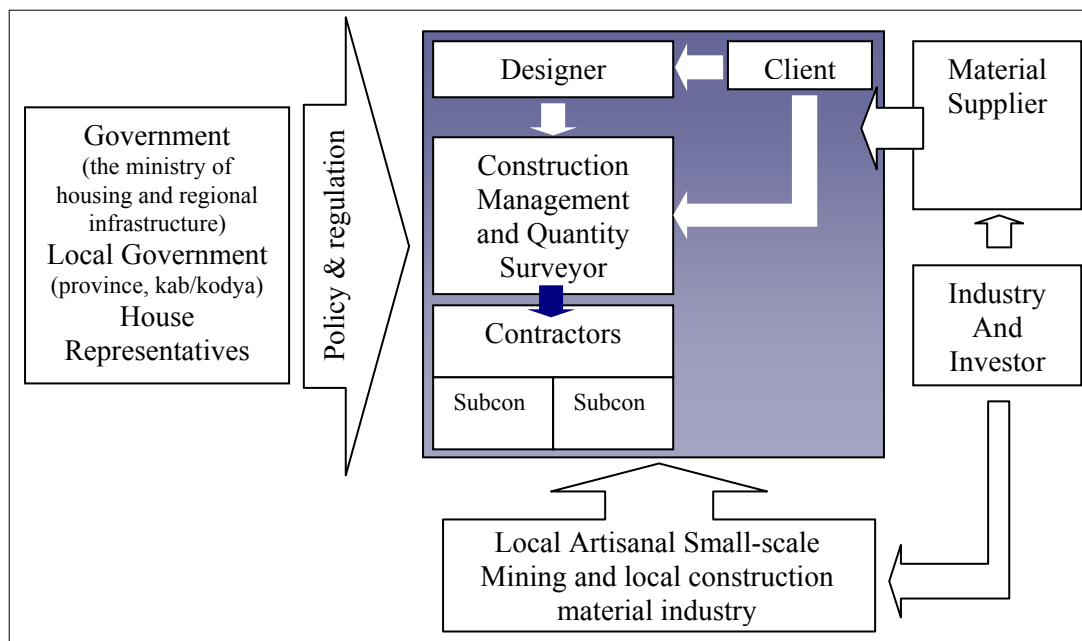 Government
(the ministry of
housing and regional
infrastructure)
Local Government
(province, kab/kodya)
House
Representatives
Policy & regulation
Designer
Client
Construction
Management
and Quantity
Surveyor
Contractors
Subcon
Subcon
Material
Supplier
Industry
And
Investor
Local Artisanal Small-scale
Mining and local construction
material industry